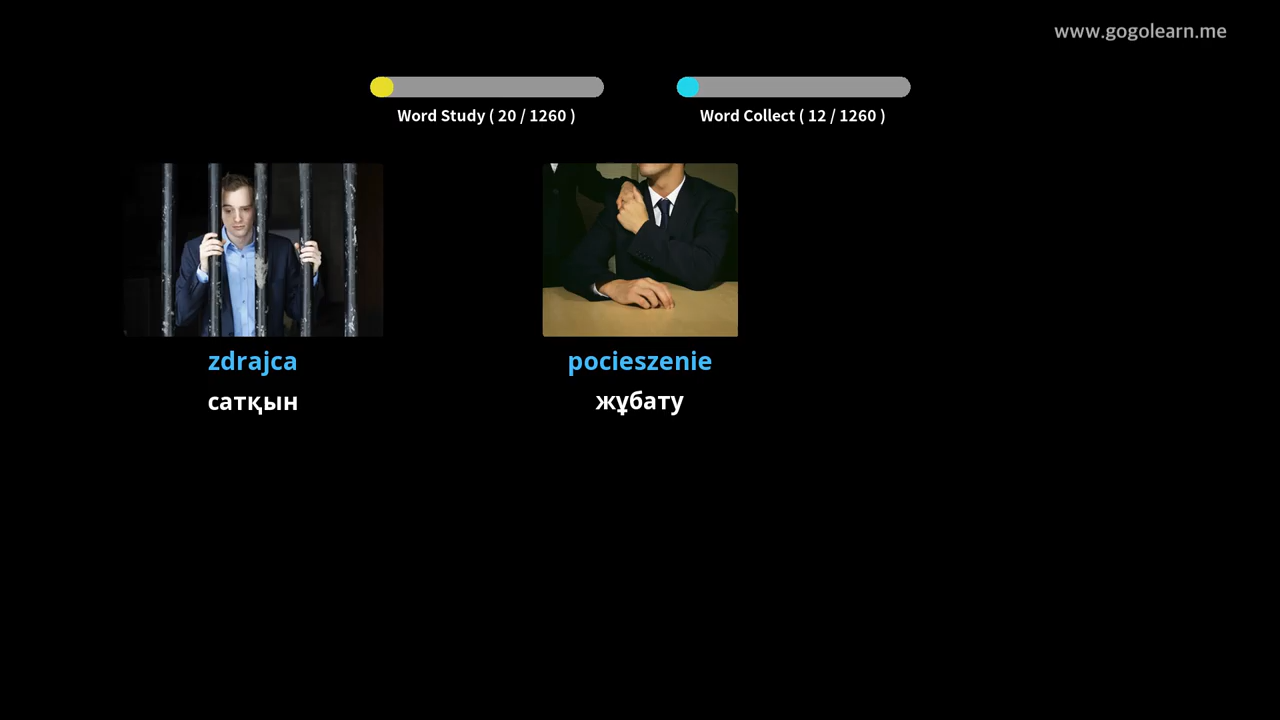 www.gogolearn.me
Word Study ( 20 / 1260 )
Word Collect ( 12 / 1260 )
zdrajca
сатқын
pocieszenie
жұбату